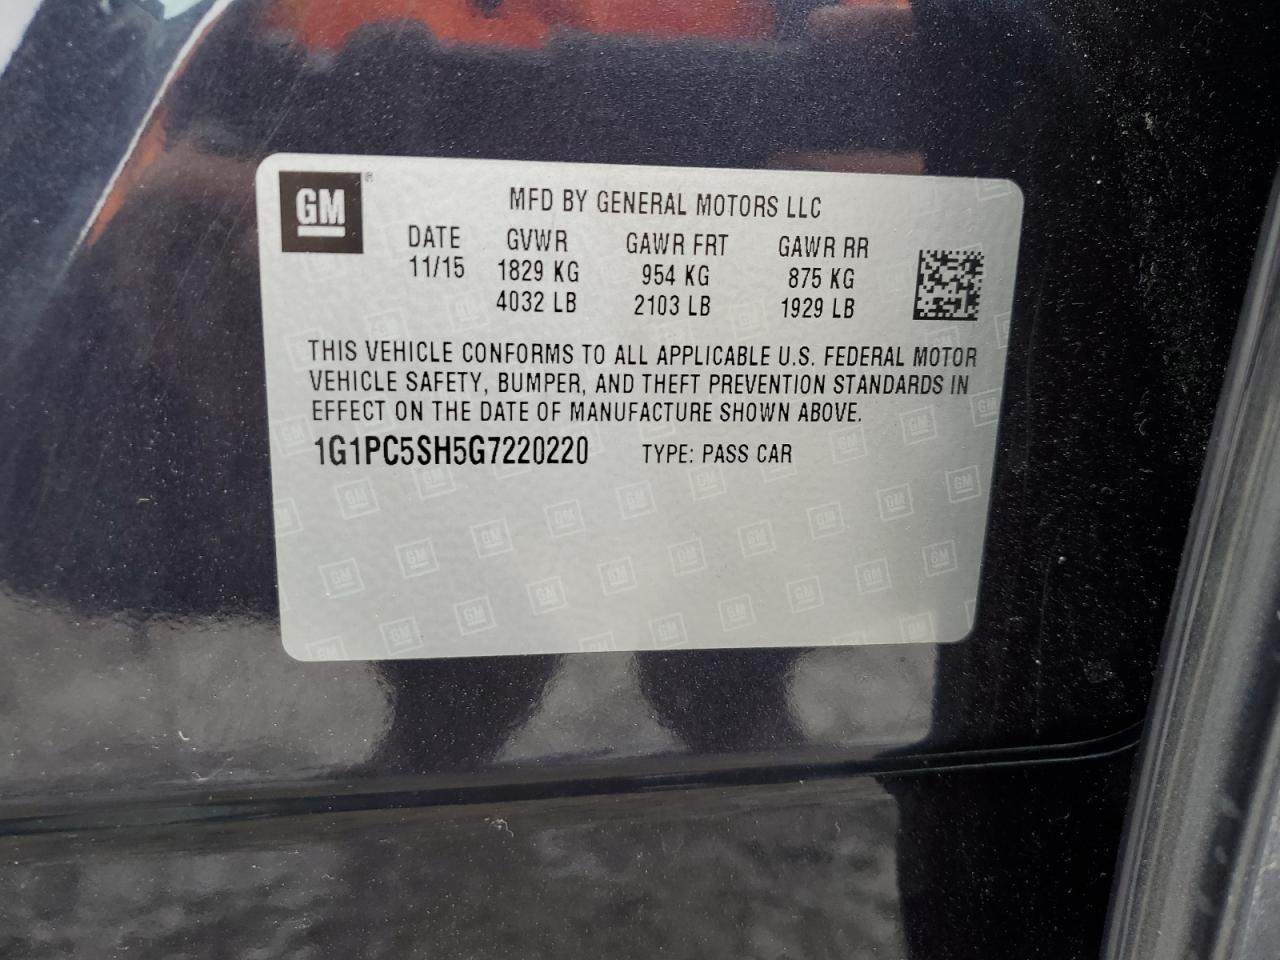 GM ®
MFD BY GENERAL MOTORS LLC
DATE GVWR GAWR FRT GAWR RR
11/15 1829 KG 954 KG 875 KG
4032 LB 2103 LB 1929 LB
THIS VEHICLE CONFORMS TO ALL APPLICABLE U.S. FEDERAL MOTOR
VEHICLE SAFETY, BUMPER, AND THEFT PREVENTION STANDARDS IN
EFFECT ON THE DATE OF MANUFACTURE SHOWN ABOVE.
1G1PC5SH5G7220220 TYPE: PASS CAR